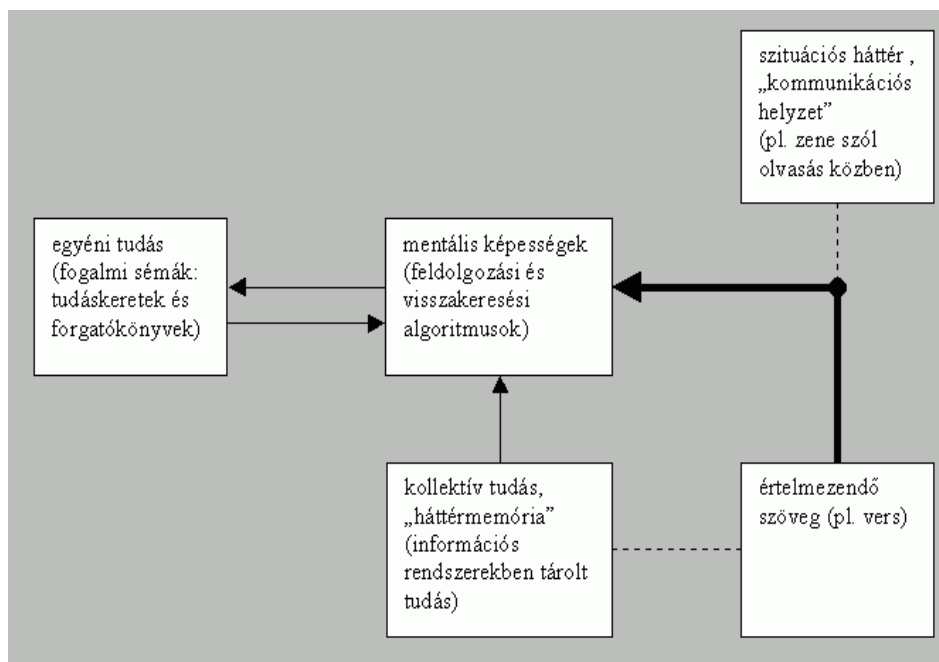 szituációs háttér ,
„kommunikációs
helyzet”
(pl. zene szól
olvasás közben)
egyéni tudás
(fogalmi sémák:
tudáskeretek és
forgatókönyvek)
mentális képességek
(feldolgozási és
visszakeresési
algoritmusok)
kollektív tudás,
„háttérmemória”
(információs
rendszerekben tárolt
tudás)
értelmezendő
szöveg (pl. vers)